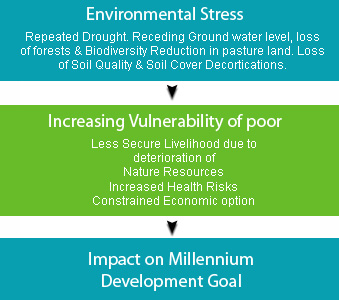 Environmental Stress
Repeated Drought. Receding Ground water level, loss
of forests & Biodiversity Reduction in pasture land. Loss
of Soil Quality & Soil Cover Decortications.
Increasing Vulnerability of poor
Less Secure Livelihood due to
deterioration of
Nature Resources
Increased Health Risks
Constrained Economic option
Impact on Millennium
Development Goal